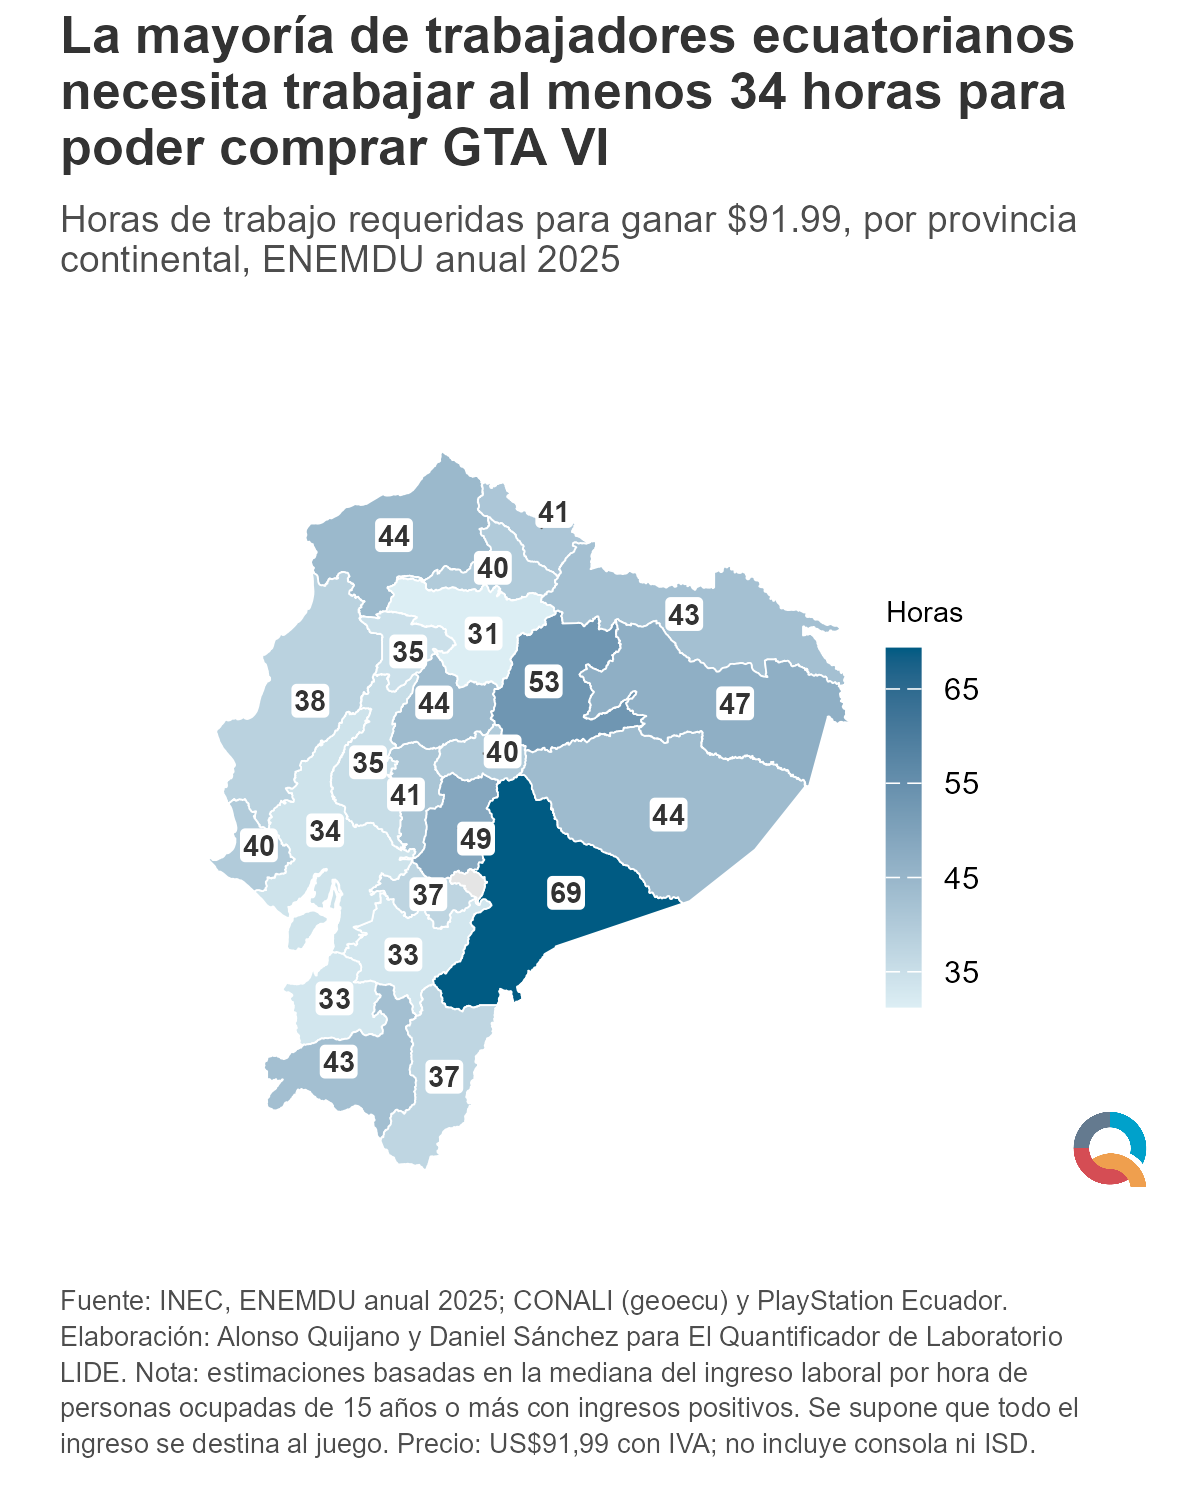 La mayoría de trabajadores ecuatorianos
necesita trabajar al menos 34 horas para
poder comprar GTA VI
Horas de trabajo requeridas para ganar $91.99, por provincia
continental, ENEMDU anual 2025
41
44
40
43
31
35
53
38
44
47
40
35
41
44
34
49
40
69
37
33
33
43
37
Horas
65
55
45
35
Fuente: INEC, ENEMDU anual 2025; CONALI (geoecu) y PlayStation Ecuador.
Elaboración: Alonso Quijano y Daniel Sánchez para El Quantificador de Laboratorio
LIDE. Nota: estimaciones basadas en la mediana del ingreso laboral por hora de
personas ocupadas de 15 años o más con ingresos positivos. Se supone que todo el
ingreso se destina al juego. Precio: US$91,99 con IVA; no incluye consola ni ISD.